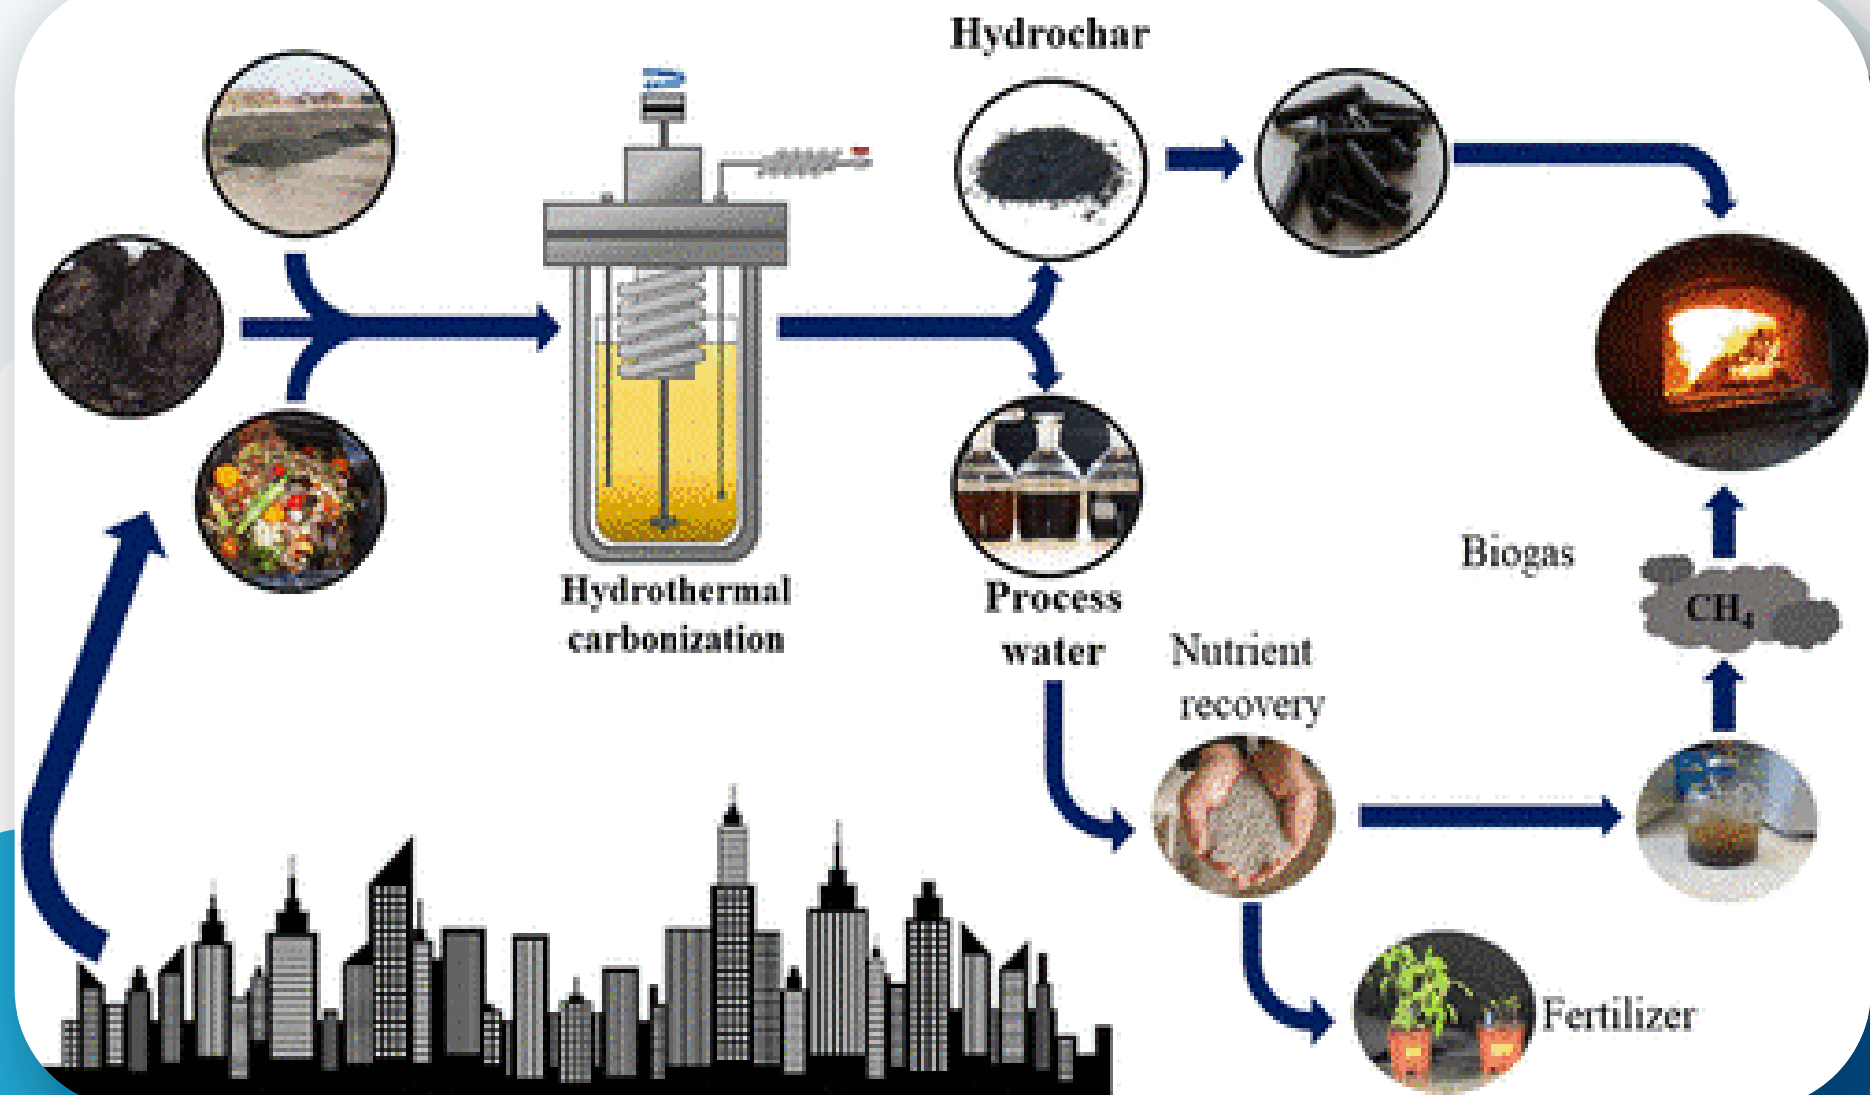 Hydrochar
Hydrothermal
carbonization
Process
water
Nutrient
recovery
Biogas
CH₄
Fertilizer